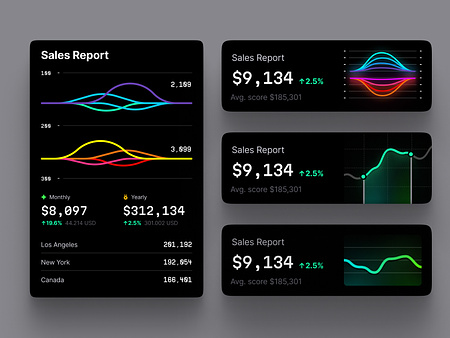 Sales Report
100
2,109
200
3,099
300
Monthly
Yearly
$8,097
$312,134
↑19.6% 44.214 USD
↑2.5% 301.002 USD
Los Angeles 201,192
New York 192,054
Canada 166,401
Sales Report
$9,134 ↑2.5%
Avg. score $185,301
Sales Report
$9,134 ↑2.5%
Avg. score $185,301
Sales Report
$9,134 ↑2.5%
Avg. score $185,301